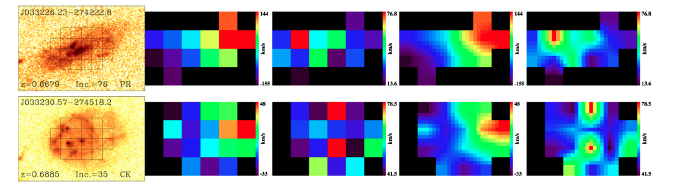 J033226.23-274222.8
z=0.6679 Inc.=76 PR
144
km/s
-155
76.8
km/s
13.6
144
km/s
-155
76.8
km/s
13.6
J033230.57-274518.2
z=0.6805 Inc.=35 CK
48
km/s
-33
78.5
km/s
41.5
48
km/s
-33
78.5
km/s
41.5